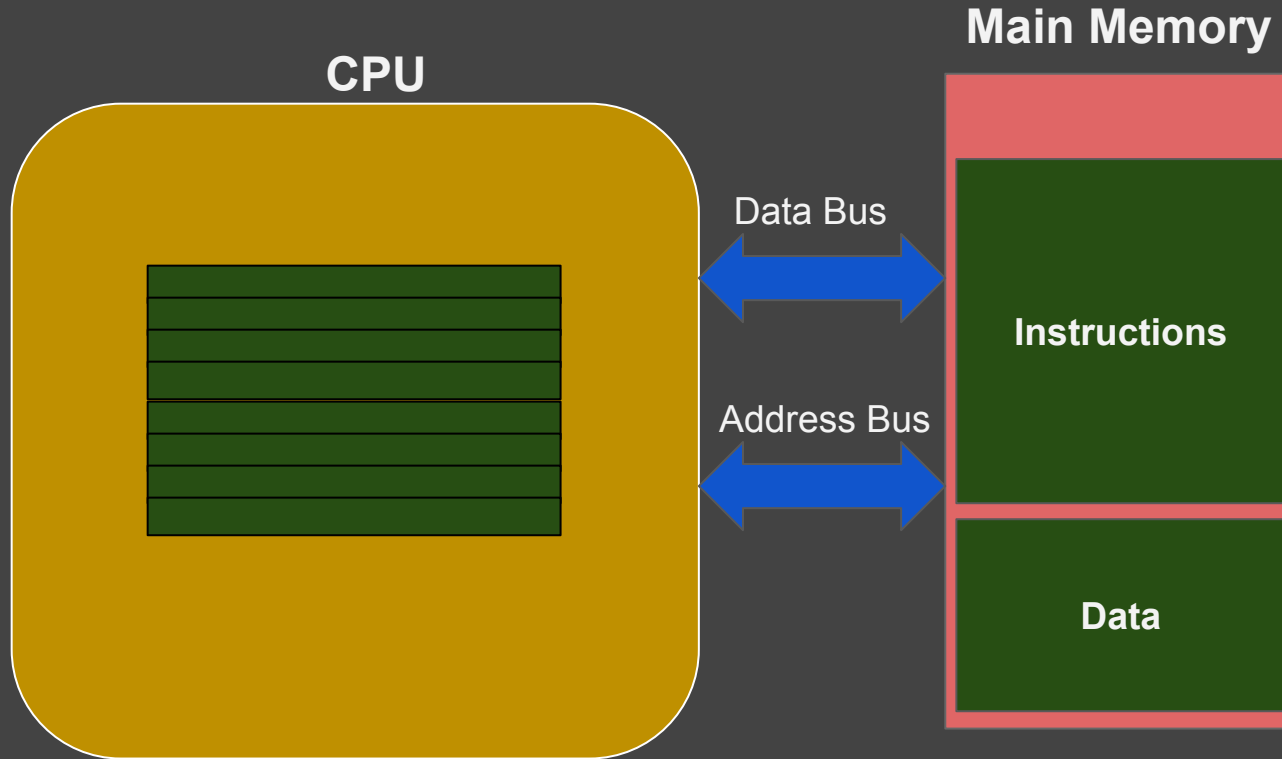 Main Memory
CPU
Data Bus
Instructions
Address Bus
Data